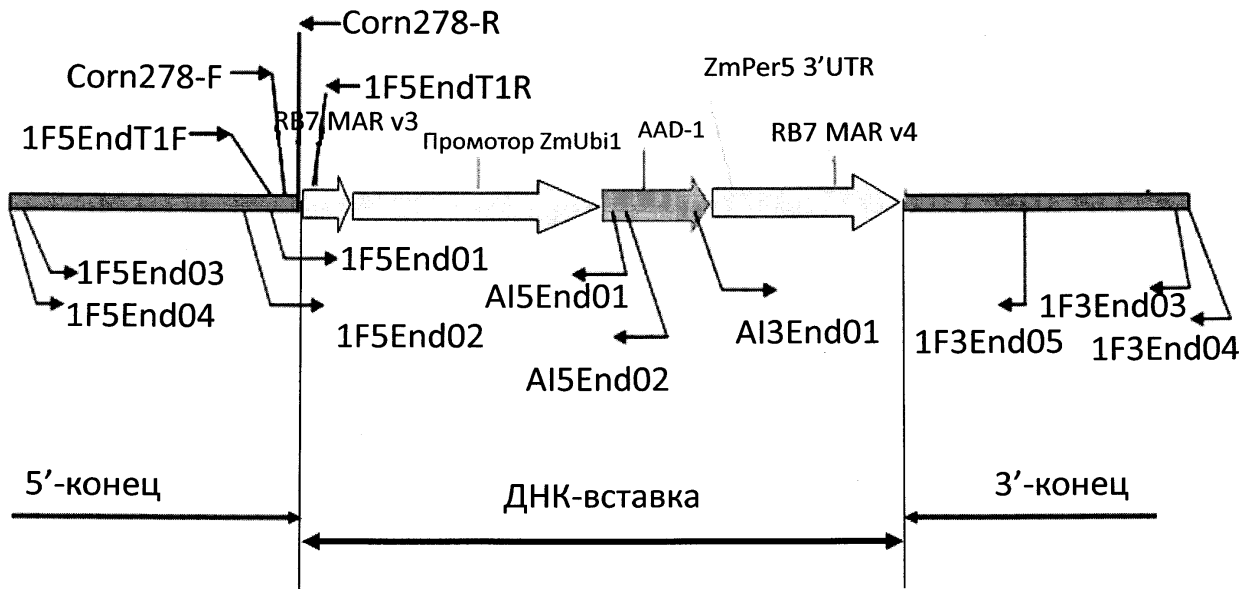 Corn278-R
Corn278-F
1F5EndT1R
ZmPer5 3’UTR
RB7 MAR v3
1F5EndT1F
Промотор ZmUbi1
AAD-1
RB7 MAR v4
1F5End03
1F5End01
AI5End01
1F3End03
1F5End04
1F5End02
AI3End01
1F3End05
1F3End04
AI5End02
5’-конец
ДНК-вставка
3’-конец